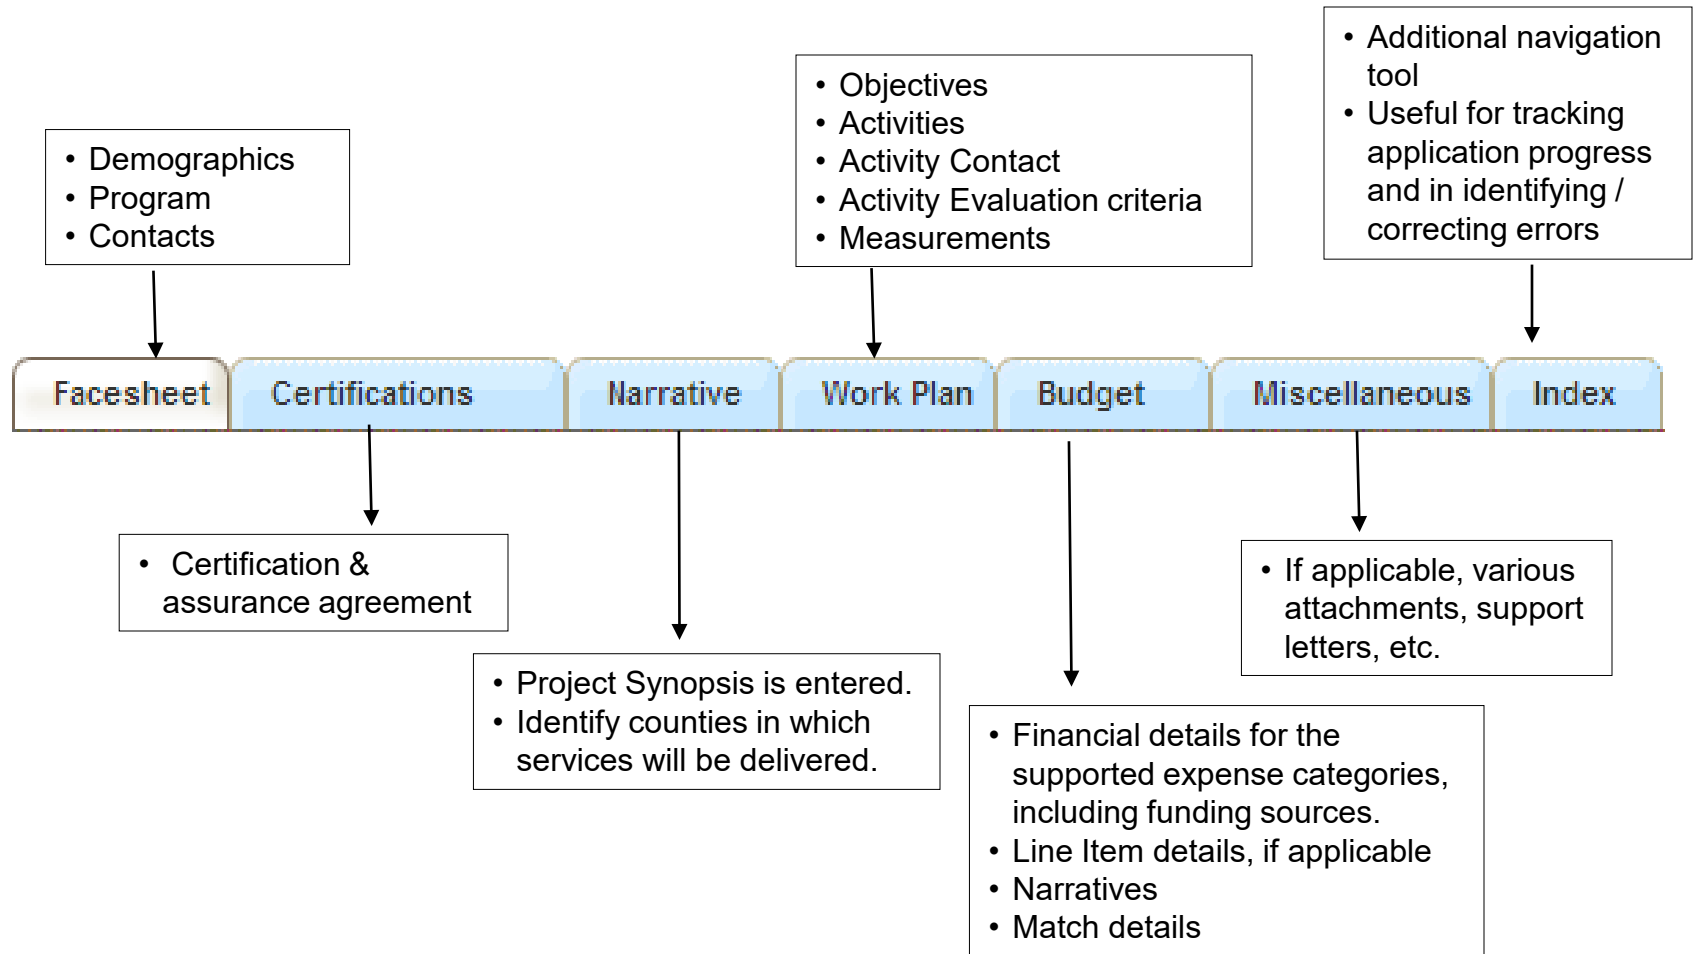 • Additional navigation
tool
• Useful for tracking
application progress
and in identifying /
correcting errors
• Objectives
• Activities
• Activity Contact
• Activity Evaluation criteria
• Measurements
• Demographics
• Program
• Contacts
Facesheet Certifications Narrative Work Plan Budget Miscellaneous Index
• Certification &
assurance agreement
• Project Synopsis is entered.
• Identify counties in which
services will be delivered.
• Financial details for the
supported expense categories,
including funding sources.
• Line Item details, if applicable
• Narratives
• Match details
• If applicable, various
attachments, support
letters, etc.